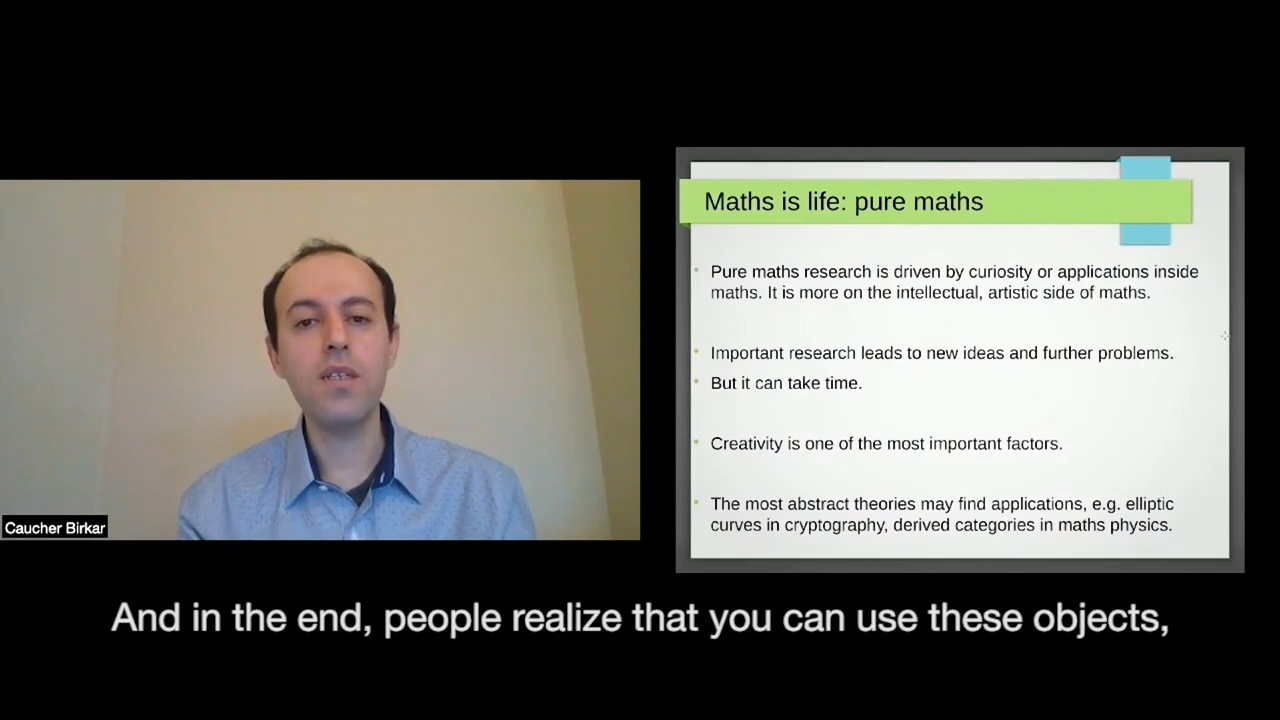 Maths is life: pure maths
Pure maths research is driven by curiosity or applications inside
maths. It is more on the intellectual, artistic side of maths.
Important research leads to new ideas and further problems.
But it can take time.
Creativity is one of the most important factors.
The most abstract theories may find applications, e.g. elliptic
curves in cryptography, derived categories in maths physics.
Caucher Birkar
And in the end, people realize that you can use these objects,